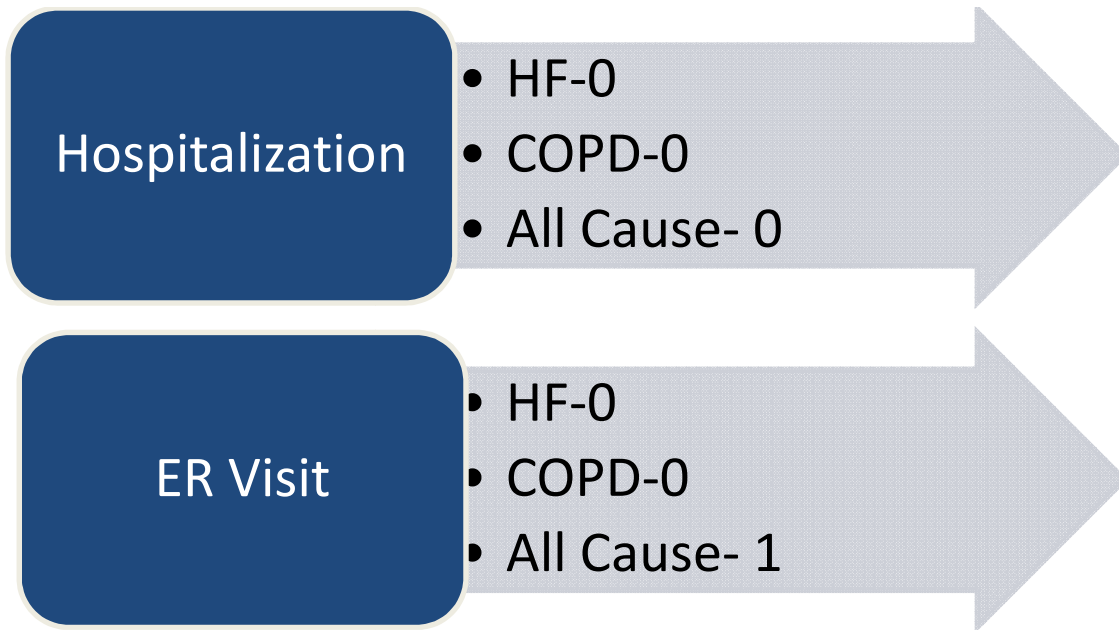 Hospitalization
• HF-0
• COPD-0
• All Cause- 0
ER Visit
• HF-0
• COPD-0
• All Cause- 1